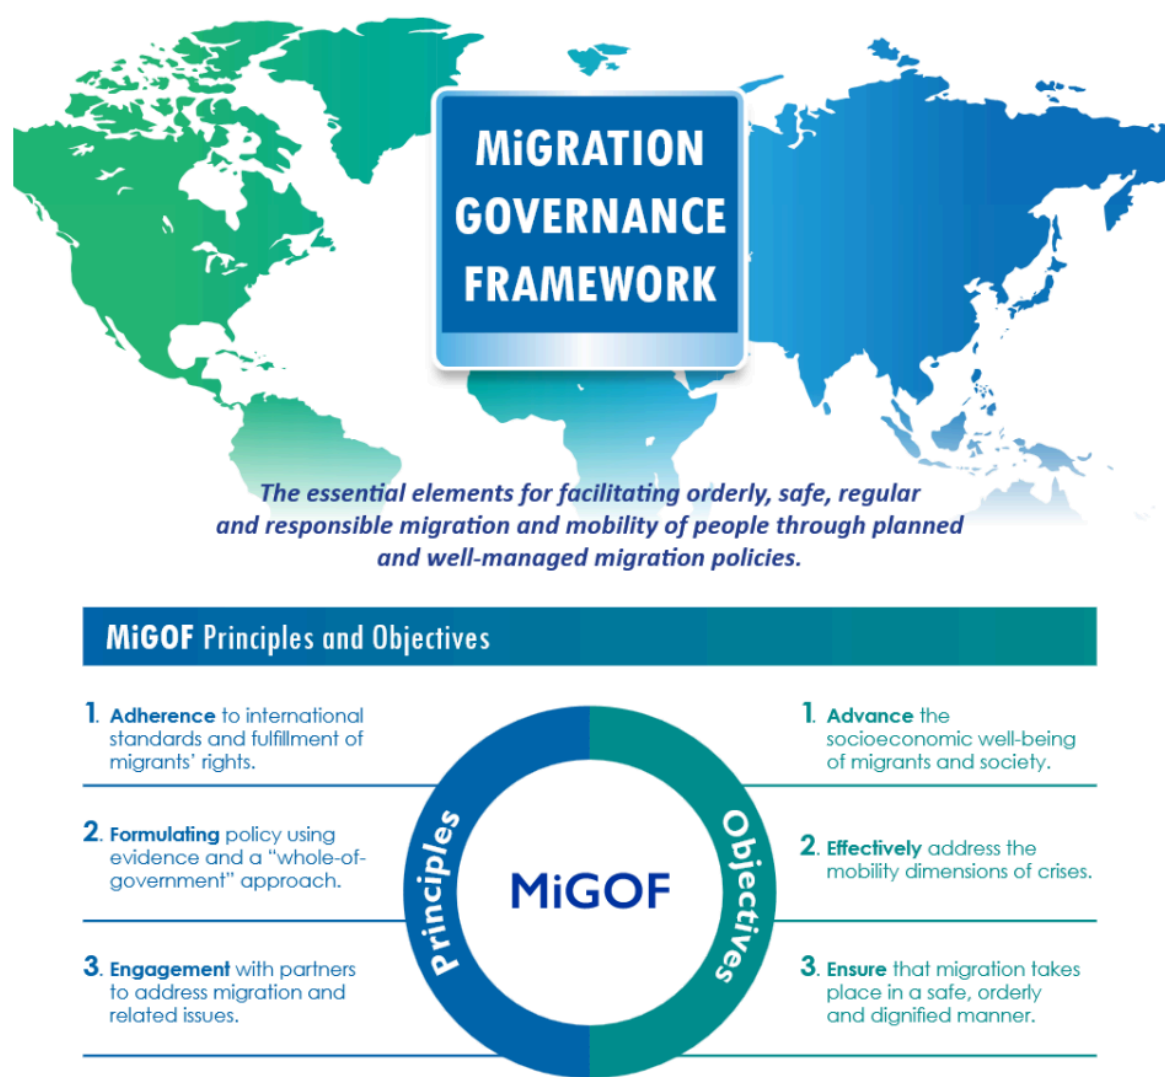 MiGRATION
GOVERNANCE
FRAMEWORK
The essential elements for facilitating orderly, safe, regular
and responsible migration and mobility of people through planned
and well-managed migration policies.
MiGOF Principles and Objectives
1. Adherence to international
standards and fulfillment of
migrants’ rights.
2. Formulating policy using
evidence and a “whole-of-
government” approach.
3. Engagement with partners
to address migration and
related issues.
Principles
MiGOF
Objectives
1. Advance the
socioeconomic well-being
of migrants and society.
2. Effectively address the
mobility dimensions of crises.
3. Ensure that migration takes
place in a safe, orderly
and dignified manner.